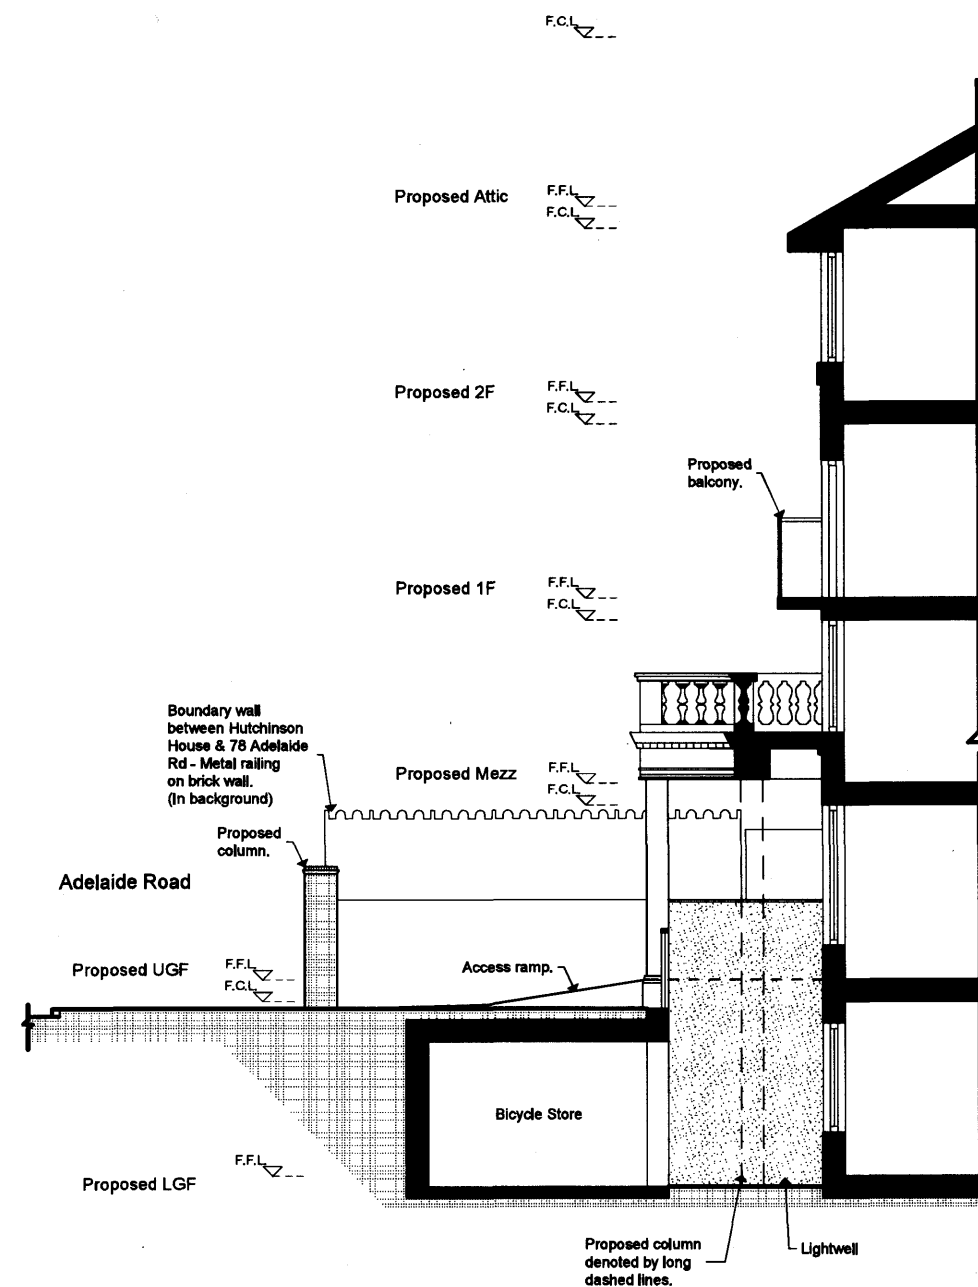 F.C.L
Proposed Attic
F.F.L
F.C.L
Proposed 2F
F.F.L
F.C.L
Proposed
balcony.
Proposed 1F
F.F.L
F.C.L
Boundary wall
between Hutchinson
House & 78 Adelaide
Rd - Metal railing
on brick wall.
(In background)
Proposed Mezz
F.F.L
F.C.L
Proposed
column.
Adelaide Road
Proposed UGF
F.F.L
F.C.L
Access ramp.
Bicycle Store
Proposed LGF
F.F.L
Proposed column
denoted by long
dashed lines.
Lightwell